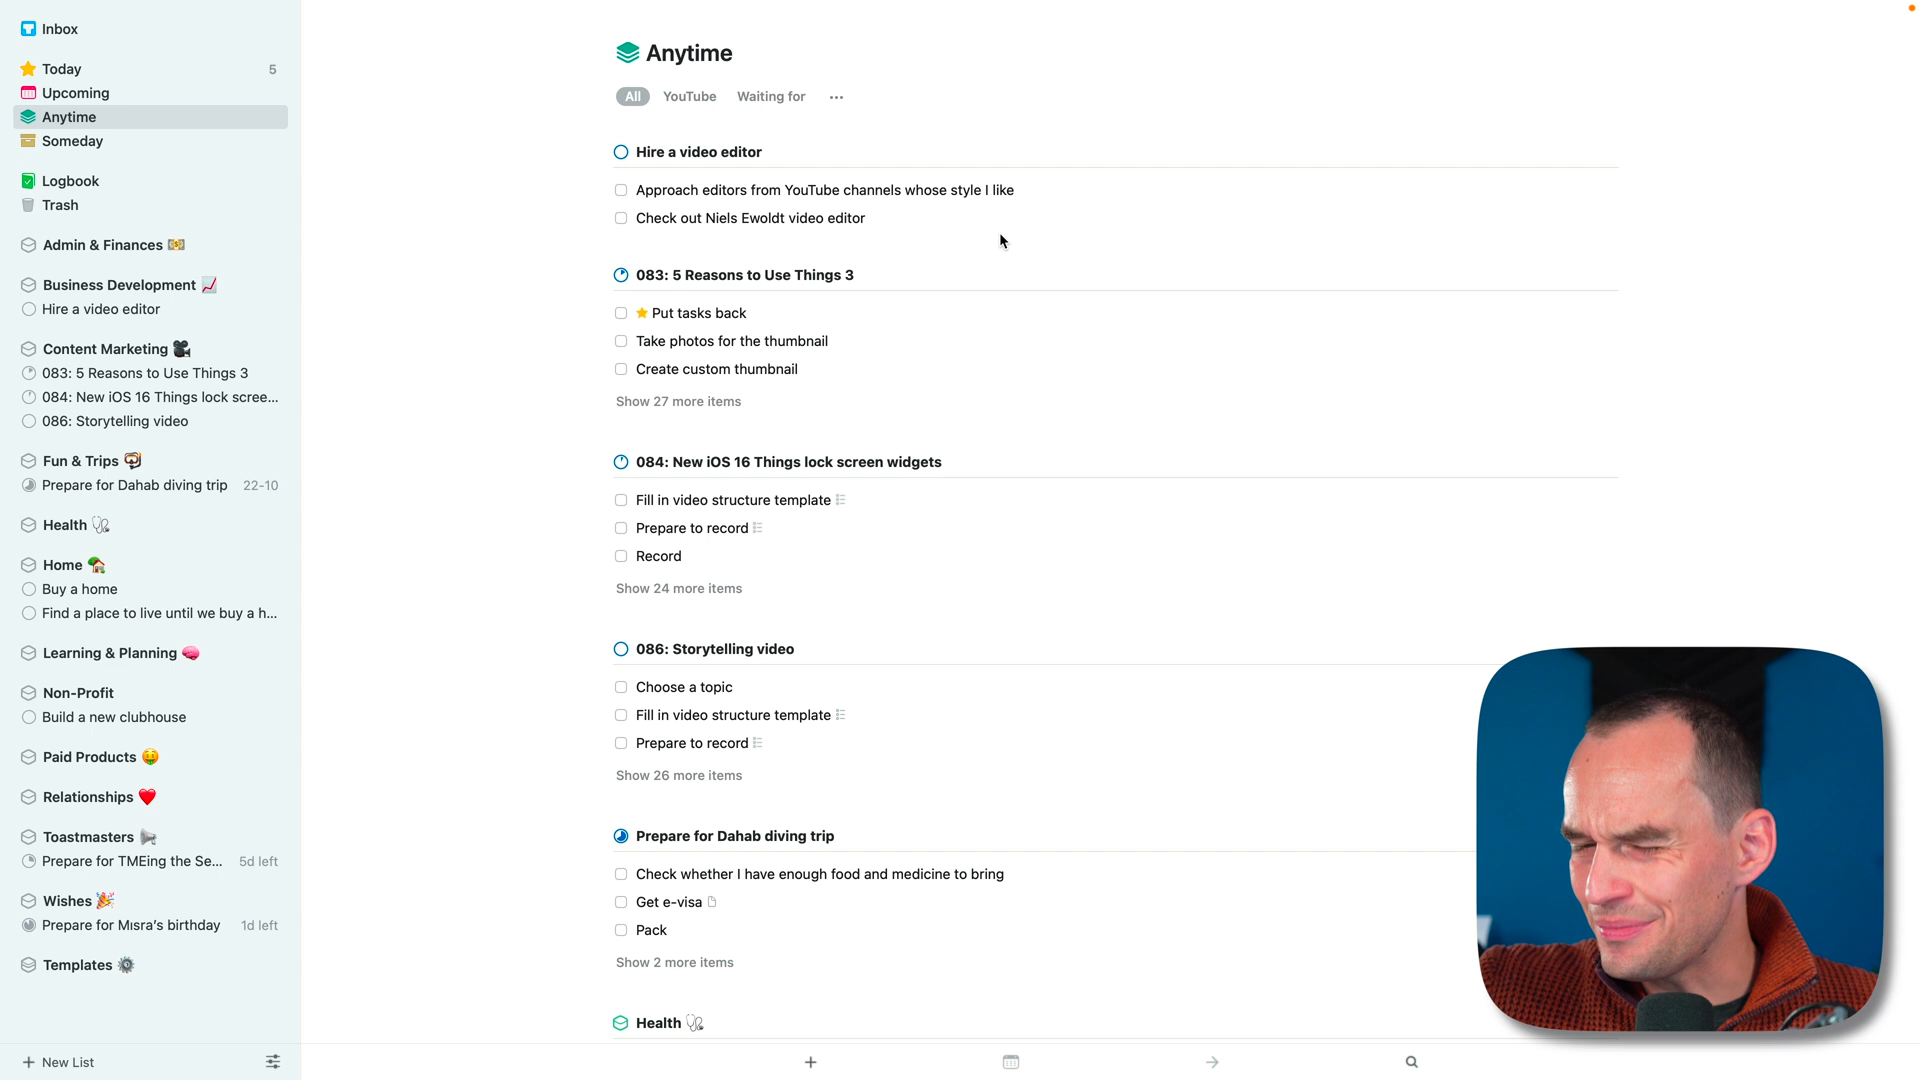 Inbox
Today 5
Upcoming
Anytime
Someday
Logbook
Trash
Admin & Finances
Business Development
Hire a video editor
Content Marketing
083: 5 Reasons to Use Things 3
084: New iOS 16 Things lock scree...
086: Storytelling video
Fun & Trips
Prepare for Dahab diving trip 22-10
Health
Home
Buy a home
Find a place to live until we buy a h...
Learning & Planning
Non-Profit
Build a new clubhouse
Paid Products
Relationships
Toastmasters
Prepare for TMEing the Se... 5d left
Wishes
Prepare for Mısra's birthday 1d left
Templates
New List
Anytime
All YouTube Waiting for ...
Hire a video editor
Approach editors from YouTube channels whose style I like
Check out Niels Ewoldt video editor
083: 5 Reasons to Use Things 3
Put tasks back
Take photos for the thumbnail
Create custom thumbnail
Show 27 more items
084: New iOS 16 Things lock screen widgets
Fill in video structure template
Prepare to record
Record
Show 24 more items
086: Storytelling video
Choose a topic
Fill in video structure template
Prepare to record
Show 26 more items
Prepare for Dahab diving trip
Check whether I have enough food and medicine to bring
Get e-visa
Pack
Show 2 more items
Health